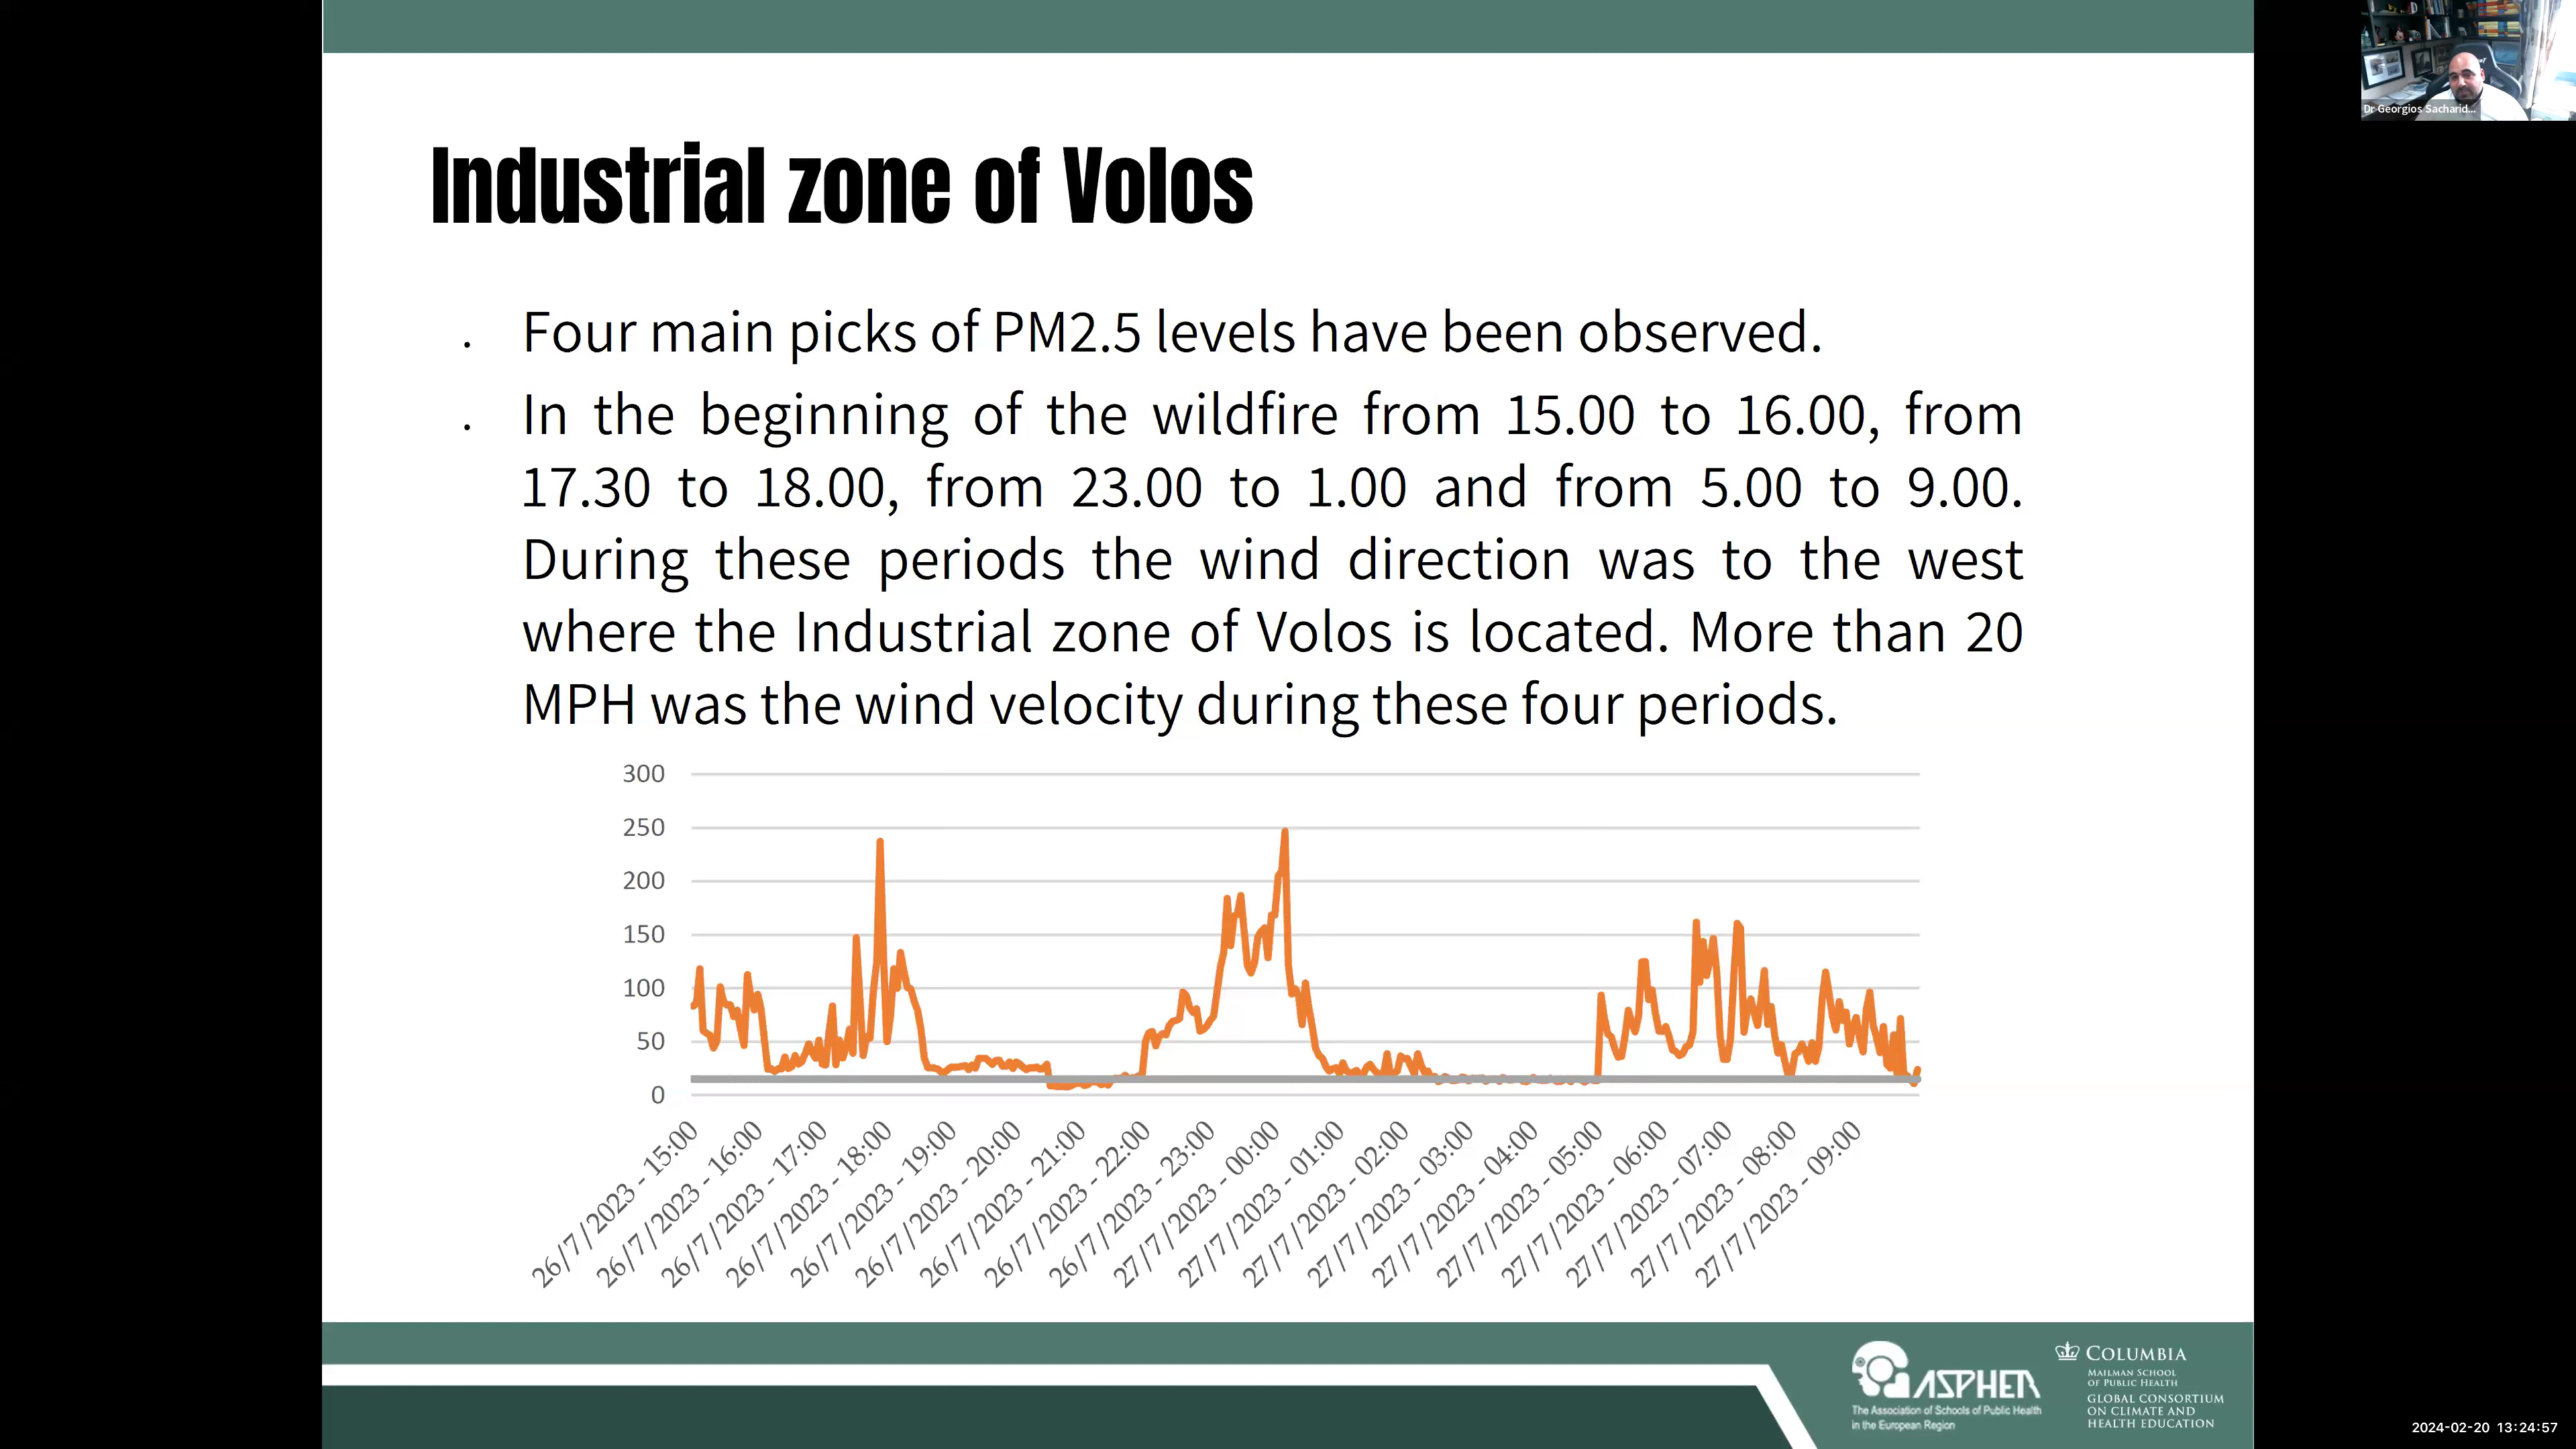 Dr Georgios Sacharid...
Industrial zone of Volos
. Four main picks of PM2.5 levels have been observed.
. In the beginning of the wildfire from 15.00 to 16.00, from
17.30 to 18.00, from 23.00 to 1.00 and from 5.00 to 9.00.
During these periods the wind direction was to the west
where the Industrial zone of Volos is located. More than 20
MPH was the wind velocity during these four periods.
300
250
200
150
100
50
0
26/7/2023 - 15:00
26/7/2023 - 16:00
26/7/2023 - 17:00
26/7/2023 - 18:00
26/7/2023 - 19:00
26/7/2023 - 20:00
26/7/2023 - 21:00
26/7/2023 - 22:00
26/7/2023 - 23:00
27/7/2023 - 00:00
27/7/2023 - 01:00
27/7/2023 - 02:00
27/7/2023 - 03:00
27/7/2023 - 04:00
27/7/2023 - 05:00
27/7/2023 - 06:00
27/7/2023 - 07:00
27/7/2023 - 08:00
27/7/2023 - 09:00
ASPHER
The Association of Schools of Public Health
in the European Region
COLUMBIA
MAILMAN SCHOOL
OF PUBLIC HEALTH
GLOBAL CONSORTIUM
ON CLIMATE AND
HEALTH EDUCATION
2024-02-20 13:24:57